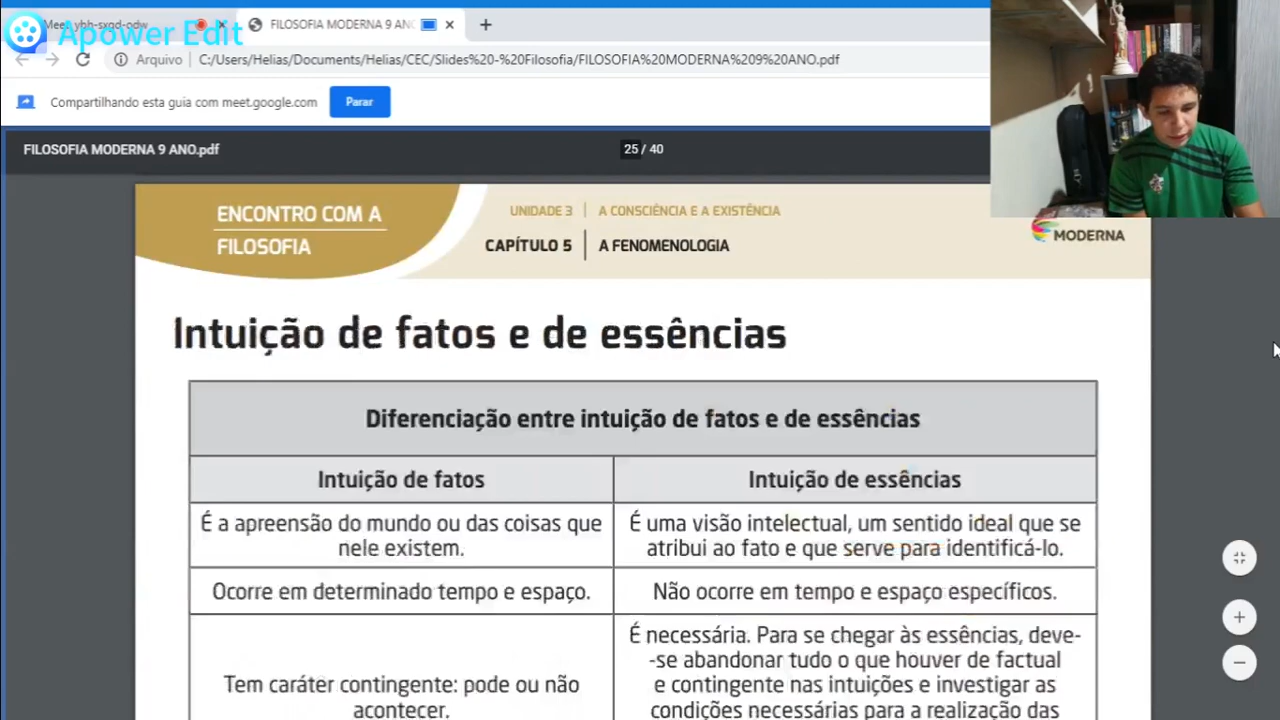 Meet ybh-sxgd-odw
FILOSOFIA MODERNA 9 ANO
Apower Edit
Arquivo
C:/Users/Helias/Documents/Helias/CEC/Slides%20-%20Filosofia/FILOSOFIA%20MODERNA%209%20ANO.pdf
Compartilhando esta guia com meet.google.com
Parar
FILOSOFIA MODERNA 9 ANO.pdf
25 / 40
ENCONTRO COM A
FILOSOFIA
UNIDADE 3 | A CONSCIÊNCIA E A EXISTÊNCIA
CAPÍTULO 5 | A FENOMENOLOGIA
MODERNA
Intuição de fatos e de essências
Diferenciação entre intuição de fatos e de essências
Intuição de fatos
Intuição de essências
É a apreensão do mundo ou das coisas que
nele existem.
É uma visão intelectual, um sentido ideal que se
atribui ao fato e que serve para identificá-lo.
Ocorre em determinado tempo e espaço.
Não ocorre em tempo e espaço específicos.
Tem caráter contingente: pode ou não
acontecer.
É necessária. Para se chegar às essências, deve-
-se abandonar tudo o que houver de factual
e contingente nas intuições e investigar as
condições necessárias para a realização das